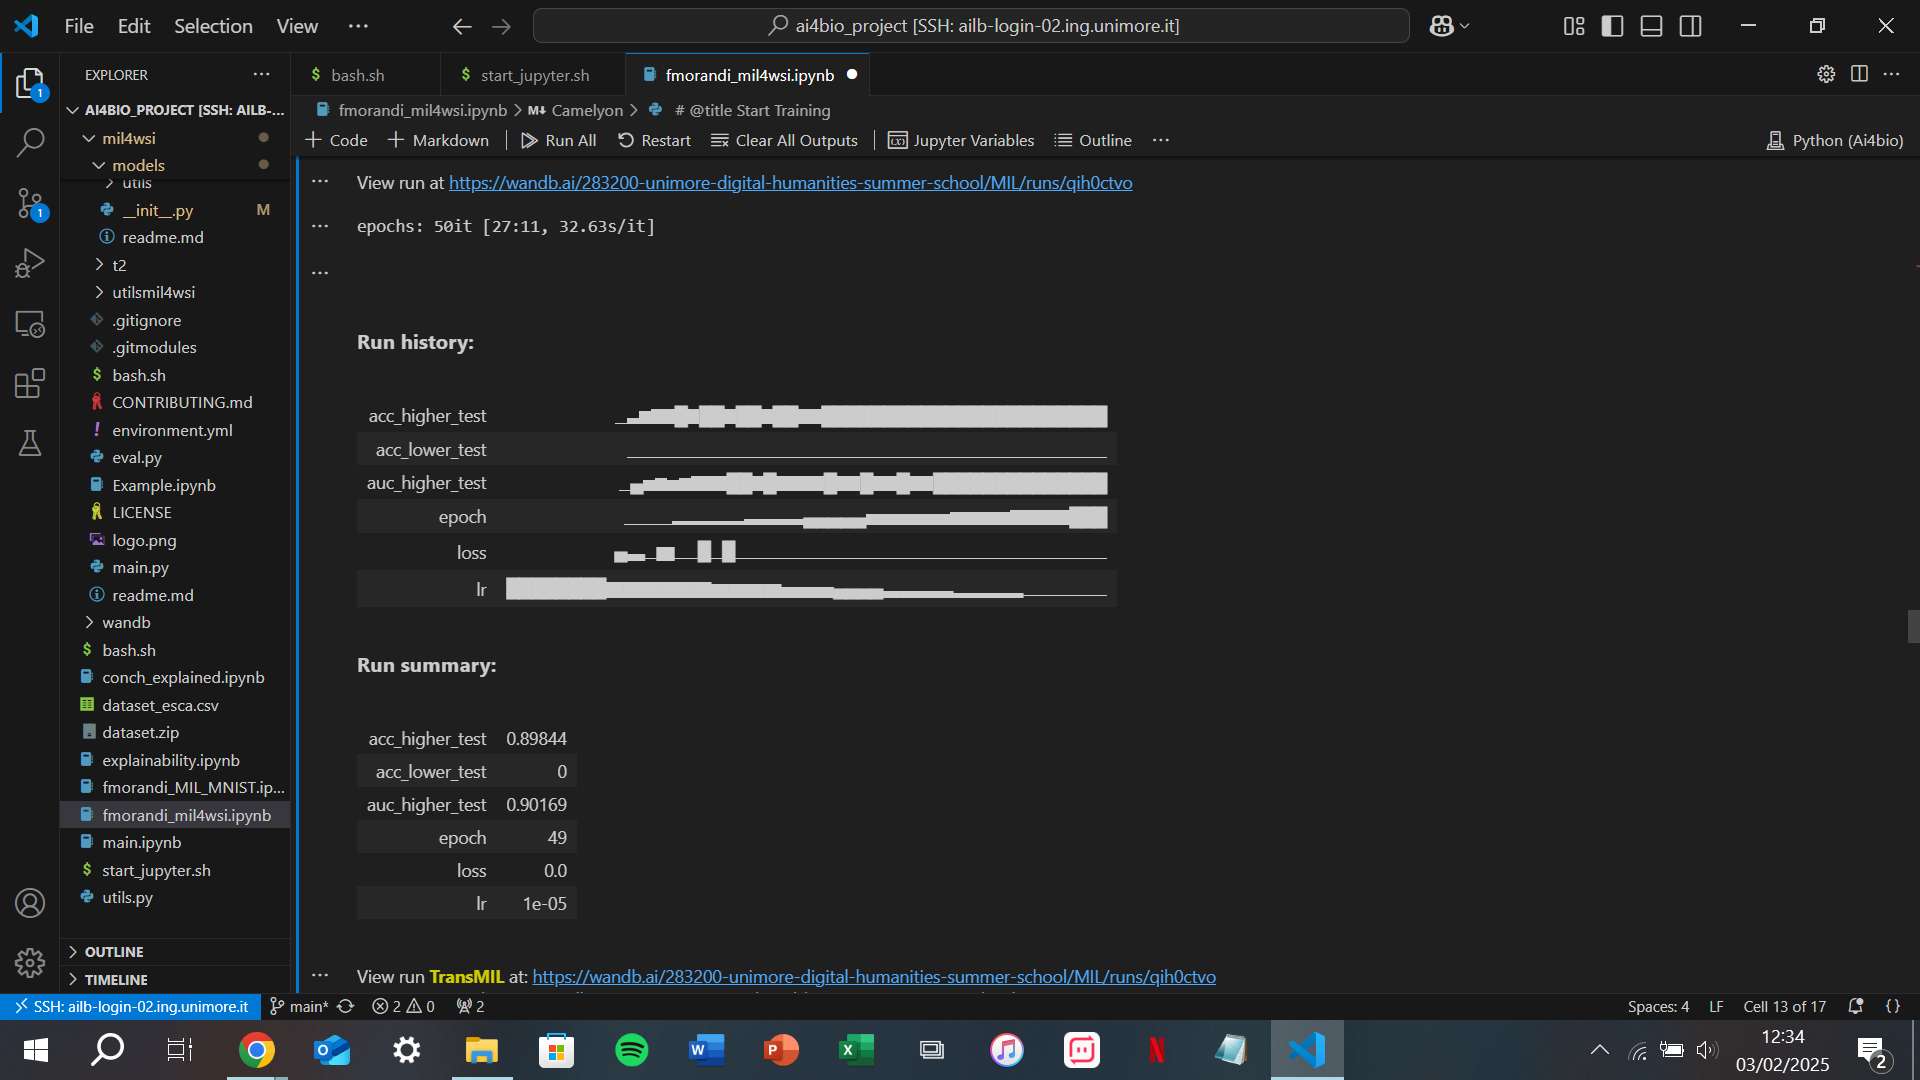 File Edit Selection View ···
ai4bio_project [SSH: ailb-login-02.ing.unimore.it]
EXPLORER ···
bash.sh
start_jupyter.sh
fmorandi_mil4wsi.ipynb
1
AI4BIO_PROJECT [SSH: AILB-...
fmorandi_mil4wsi.ipynb > M↓ Camelyon > # @title Start Training
+ Code + Markdown Run All Restart Clear All Outputs Jupyter Variables Outline ···
Python (Ai4bio)
mil4wsi
models
utils
__init__.py M
readme.md
1
t2
utilsmil4wsi
.gitignore
.gitmodules
bash.sh
CONTRIBUTING.md
environment.yml
eval.py
Example.ipynb
LICENSE
logo.png
main.py
readme.md
wandb
bash.sh
conch_explained.ipynb
dataset_esca.csv
dataset.zip
explainability.ipynb
fmorandi_MIL_MNIST.ip...
fmorandi_mil4wsi.ipynb
main.ipynb
start_jupyter.sh
utils.py
OUTLINE
TIMELINE
View run at https://wandb.ai/283200-unimore-digital-humanities-summer-school/MIL/runs/qih0ctvo
epochs: 50it [27:11, 32.63s/it]
Run history:
acc_higher_test
acc_lower_test
auc_higher_test
epoch
loss
lr
Run summary:
acc_higher_test 0.89844
acc_lower_test 0
auc_higher_test 0.90169
epoch 49
loss 0.0
lr 1e-05
View run TransMIL at: https://wandb.ai/283200-unimore-digital-humanities-summer-school/MIL/runs/qih0ctvo
SSH: ailb-login-02.ing.unimore.it main* 2 0 2
Spaces: 4 LF Cell 13 of 17 {}
12:34
03/02/2025
2